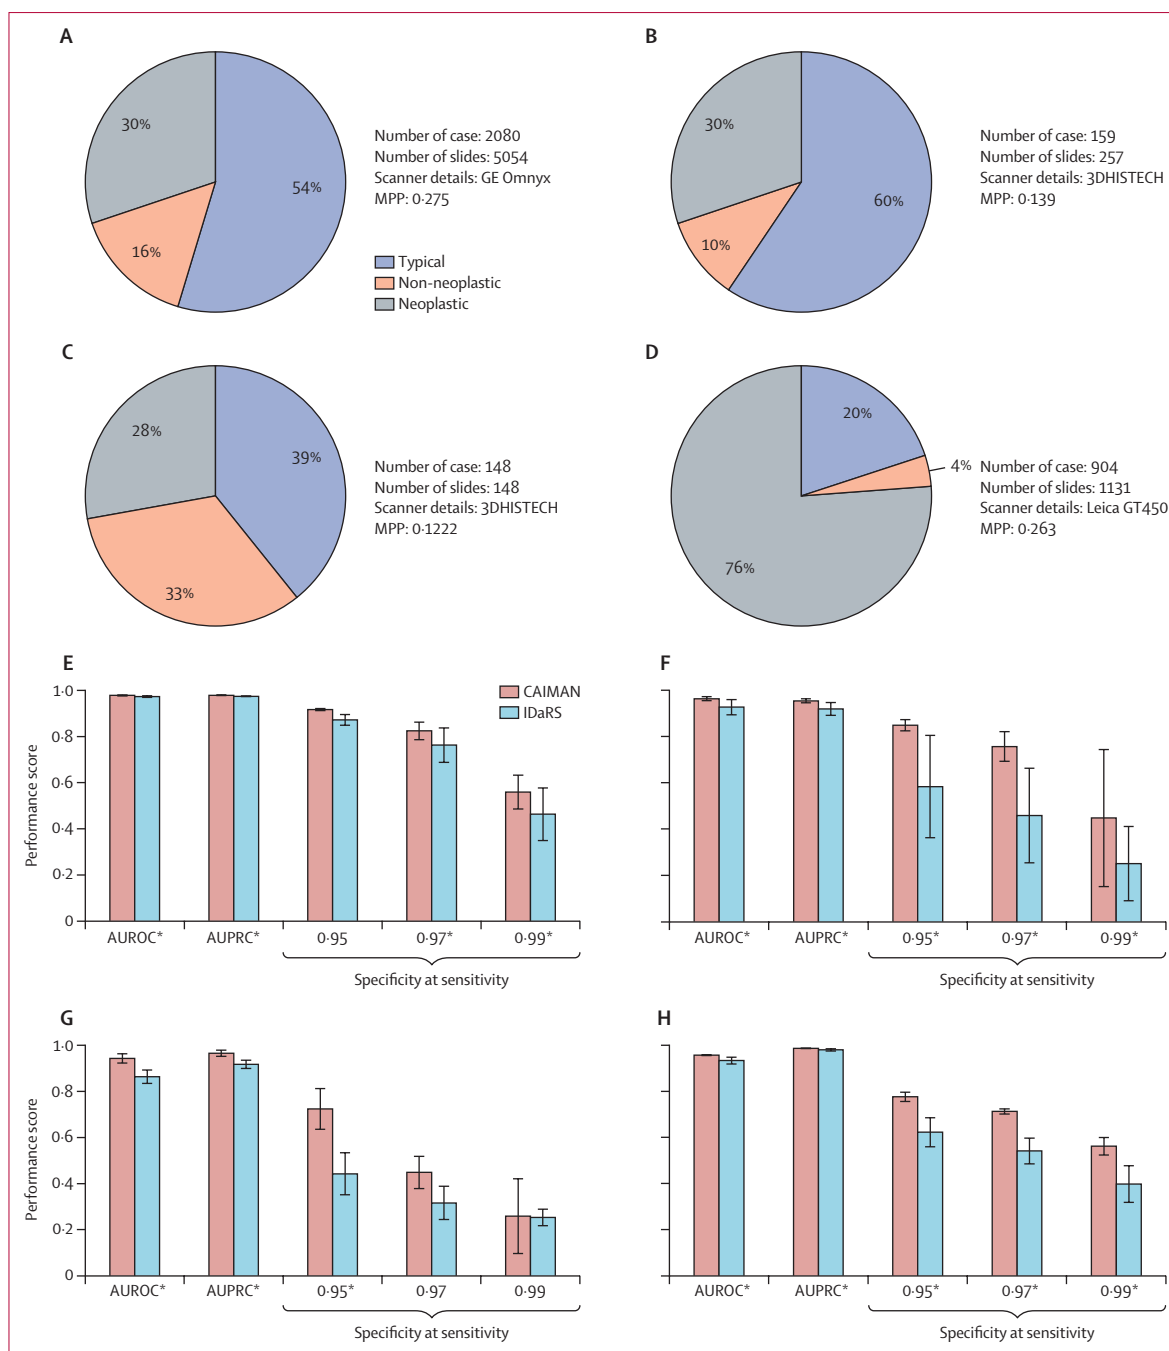 A
30%
54%
16%
Number of case: 2080
Number of slides: 5054
Scanner details: GE Omnyx
MPP: 0·275
Typical
Non-neoplastic
Neoplastic
B
30%
60%
10%
Number of case: 159
Number of slides: 257
Scanner details: 3DHISTECH
MPP: 0·139
C
28%
39%
33%
Number of case: 148
Number of slides: 148
Scanner details: 3DHISTECH
MPP: 0·1222
D
20%
4%
76%
Number of case: 904
Number of slides: 1131
Scanner details: Leica GT450
MPP: 0·263
E
CAIMAN
IDaRS
Performance score
1·0
0·8
0·6
0·4
0·2
0
AUROC*
AUPRC*
0·95
0·97*
0·99*
Specificity at sensitivity
F
AUROC*
AUPRC*
0·95*
0·97*
0·99*
Specificity at sensitivity
G
Performance score
1·0
0·8
0·6
0·4
0·2
0
AUROC*
AUPRC*
0·95*
0·97
0·99
Specificity at sensitivity
H
AUROC*
AUPRC*
0·95*
0·97*
0·99*
Specificity at sensitivity